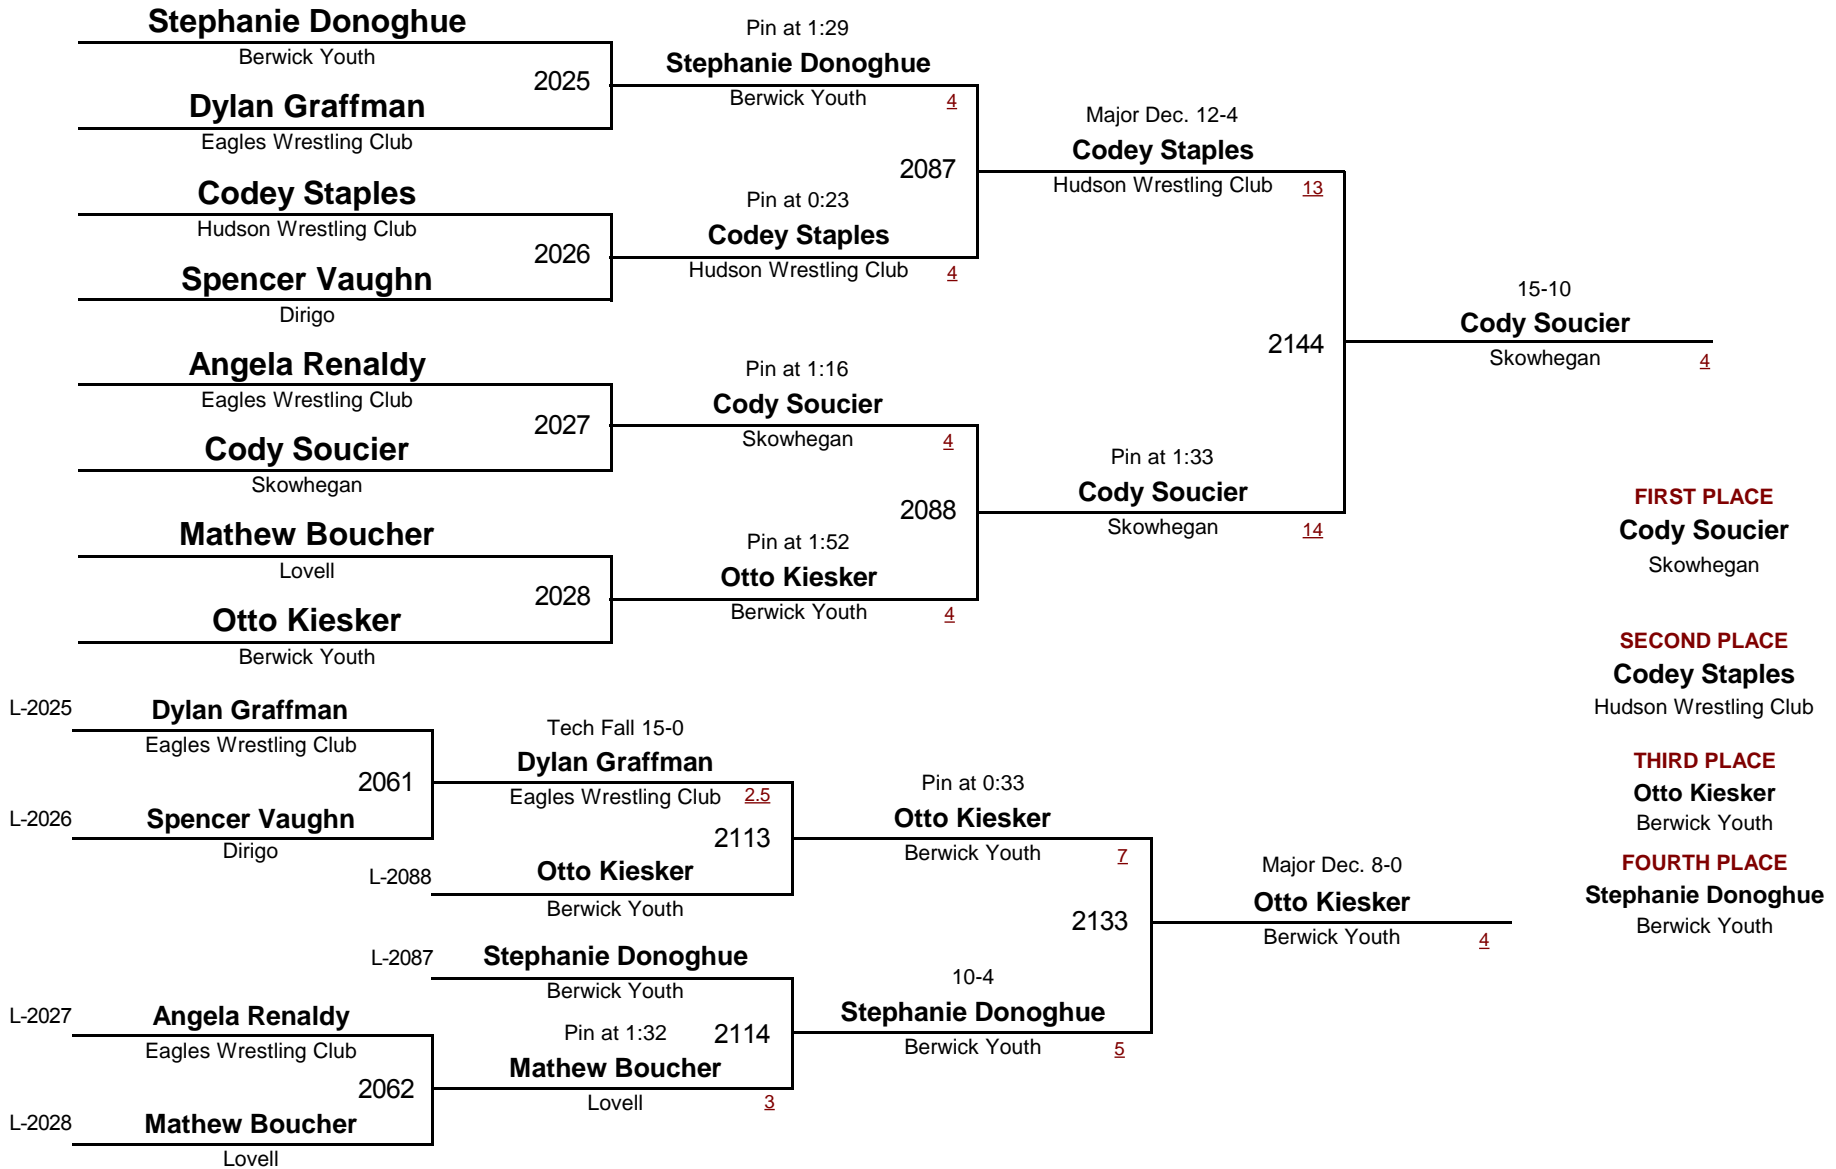 Stephanie Donoghue
Berwick Youth
2025
Dylan Graffman
Eagles Wrestling Club
Codey Staples
Hudson Wrestling Club
2026
Spencer Vaughn
Dirigo
Angela Renaldy
Eagles Wrestling Club
2027
Cody Soucier
Skowhegan
Mathew Boucher
Lovell
2028
Otto Kiesker
Berwick Youth
Pin at 1:29
Stephanie Donoghue
Berwick Youth 4
2087
Pin at 0:23
Codey Staples
Hudson Wrestling Club 4
Pin at 1:16
Cody Soucier
Skowhegan 4
2088
Pin at 1:52
Otto Kiesker
Berwick Youth 4
Major Dec. 12-4
Codey Staples
Hudson Wrestling Club 13
2144
Pin at 1:33
Cody Soucier
Skowhegan 14
15-10
Cody Soucier
Skowhegan 4
FIRST PLACE
Cody Soucier
Skowhegan
SECOND PLACE
Codey Staples
Hudson Wrestling Club
THIRD PLACE
Otto Kiesker
Berwick Youth
FOURTH PLACE
Stephanie Donoghue
Berwick Youth
L-2025 Dylan Graffman
Eagles Wrestling Club
2061
L-2026 Spencer Vaughn
Dirigo
Tech Fall 15-0
Dylan Graffman
Eagles Wrestling Club 2.5
2113
L-2088 Otto Kiesker
Berwick Youth
L-2087 Stephanie Donoghue
Berwick Youth
2114
L-2027 Angela Renaldy
Eagles Wrestling Club
2062
L-2028 Mathew Boucher
Lovell
Pin at 1:32
Mathew Boucher
Lovell 3
Pin at 0:33
Otto Kiesker
Berwick Youth 7
2133
10-4
Stephanie Donoghue
Berwick Youth 5
Major Dec. 8-0
Otto Kiesker
Berwick Youth 4